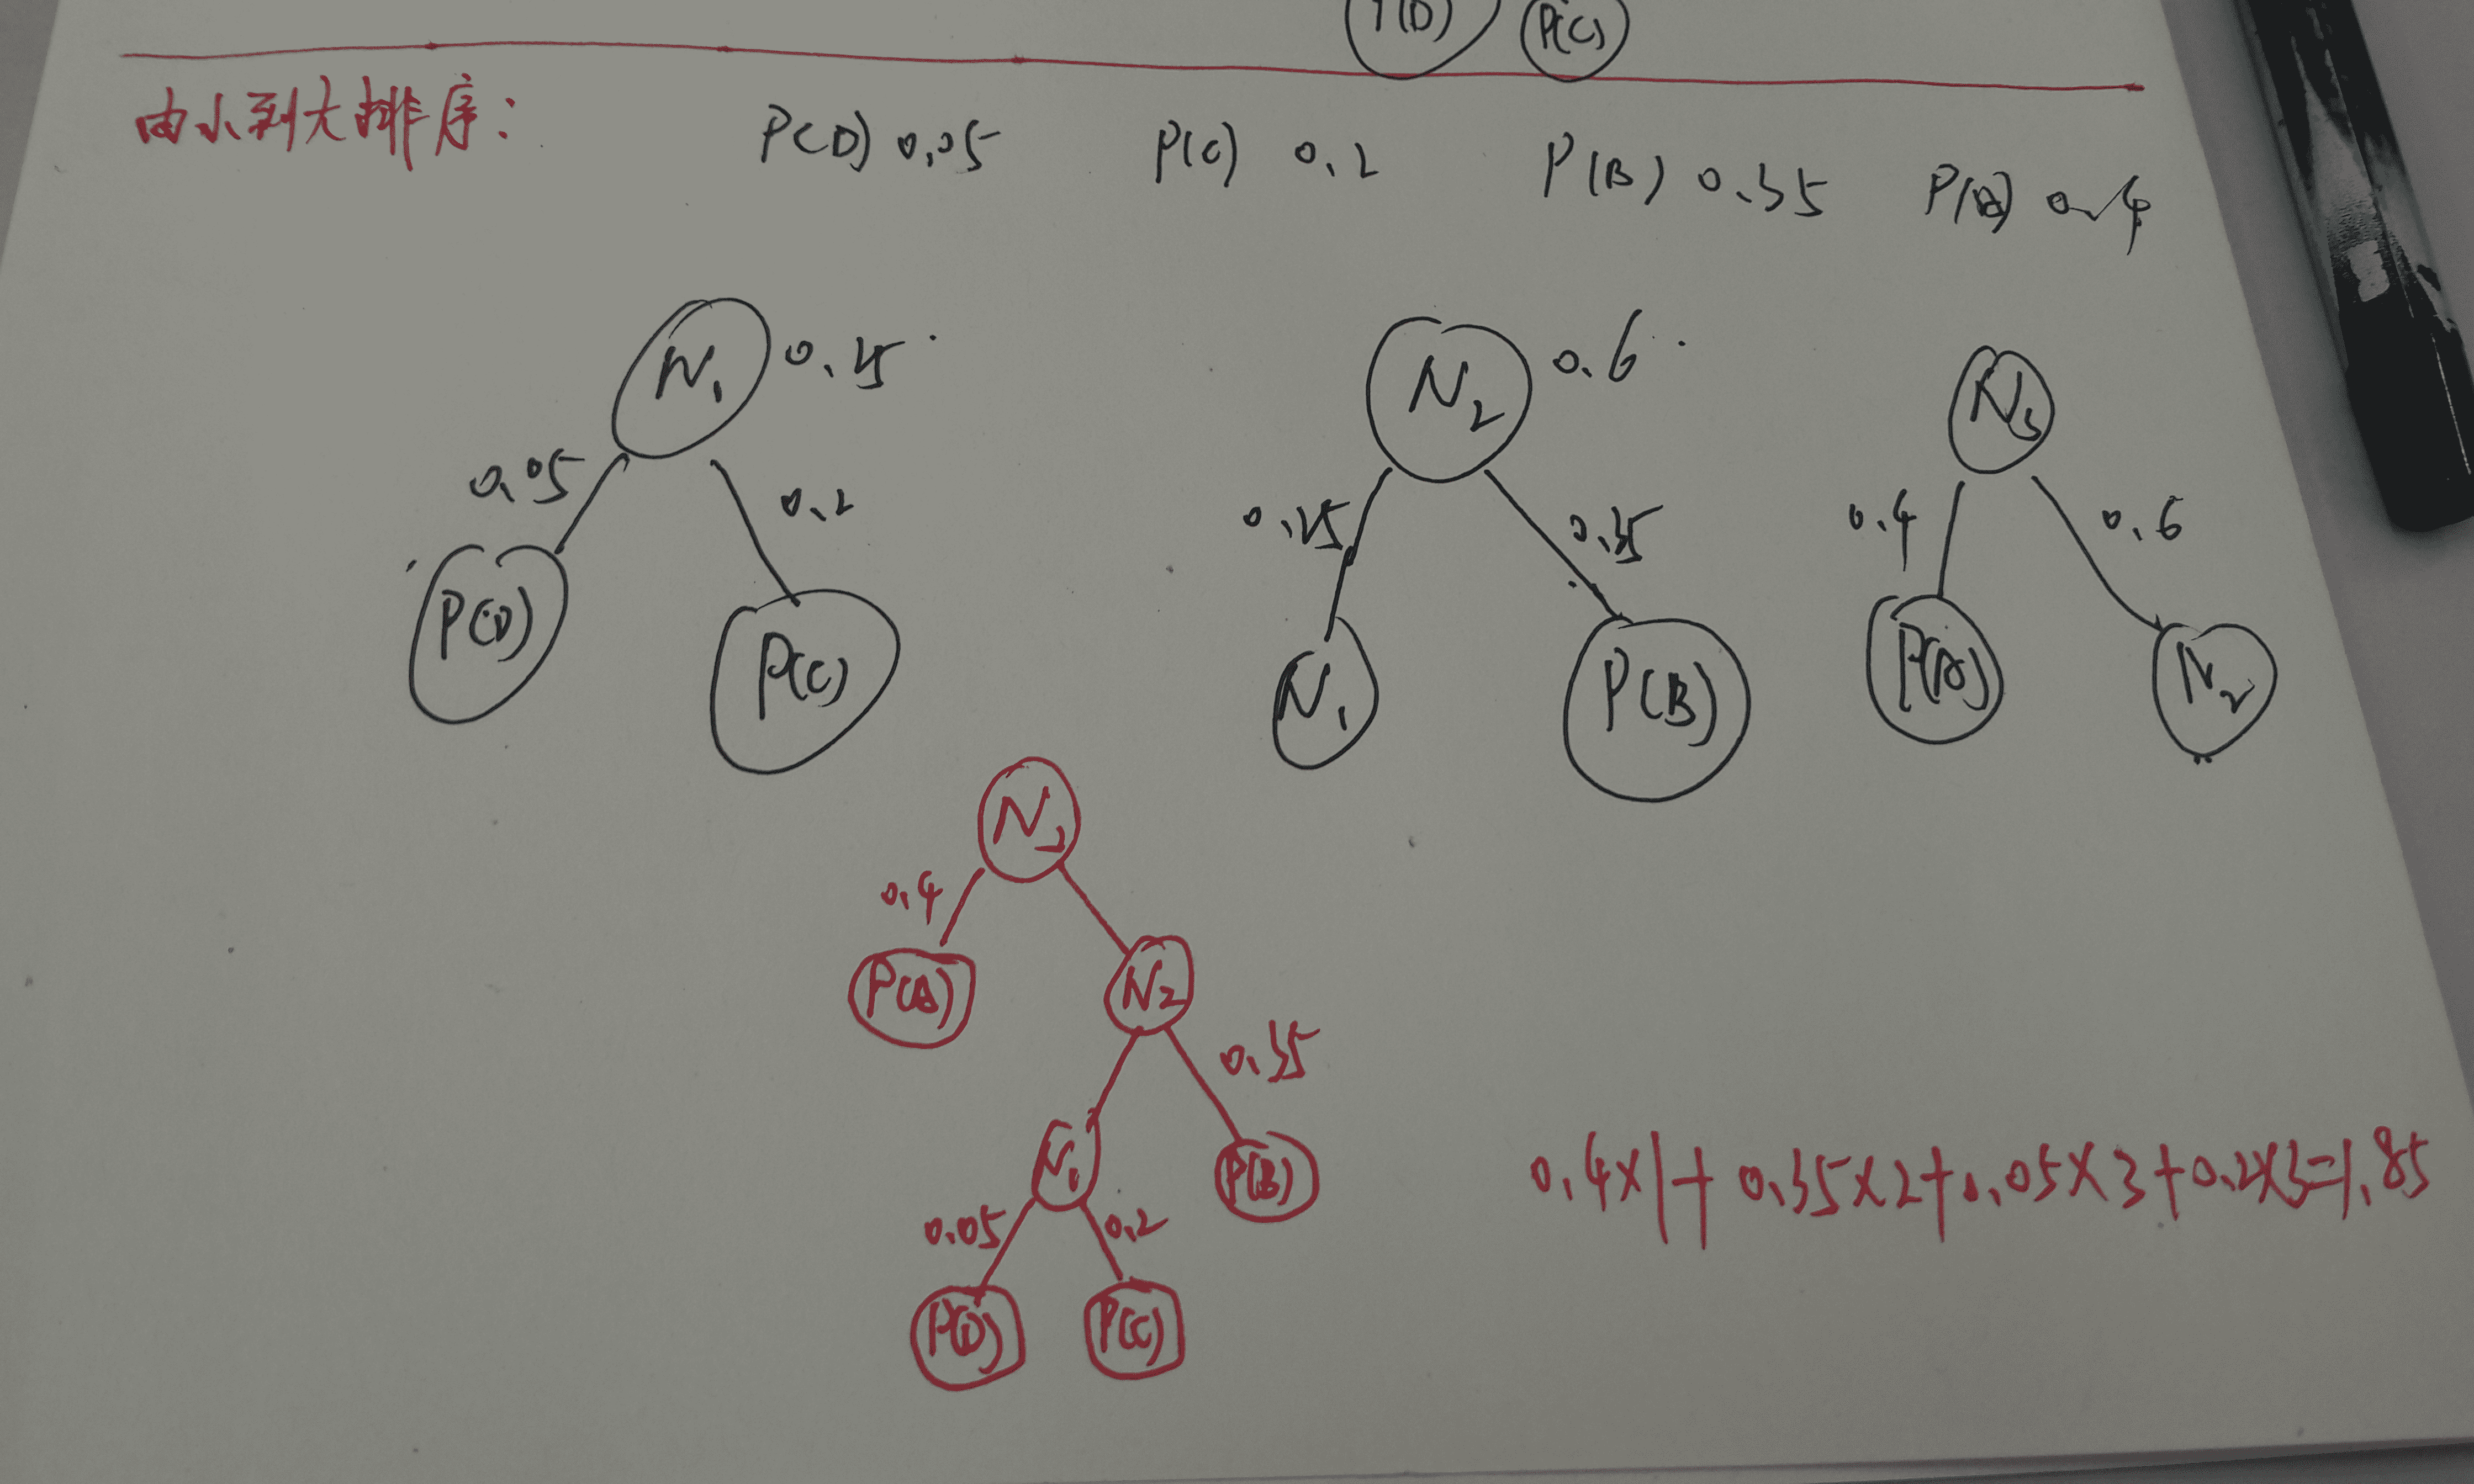 P(D) P(C)
由小到大排序：
P(D) 0.05 P(C) 0.2 P(B) 0.35 P(A) 0.4
N1 0.25 N2 0.6 N3
0.05 0.2 0.25 0.35 0.4 0.6
P(D) P(C) N1 P(B) P(A) N2
N3
0.4
P(A) N2
0.35
N1 P(B)
0.4×1+0.35×2+0.05×3+0.2×3=1.85
0.05 0.2
P(D) P(C)